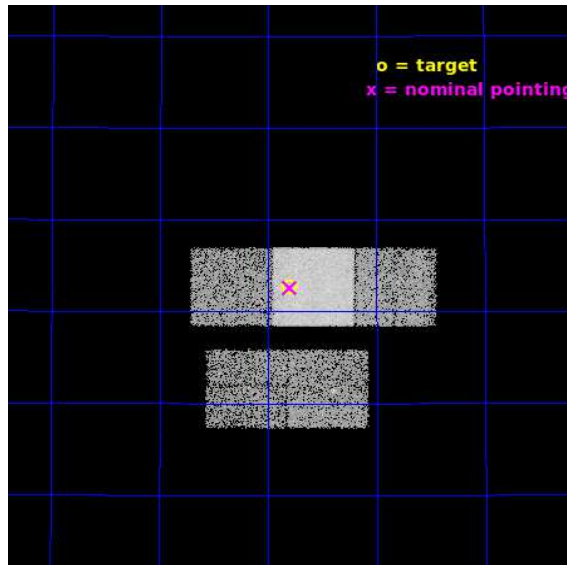 o = target
x = nominal pointing